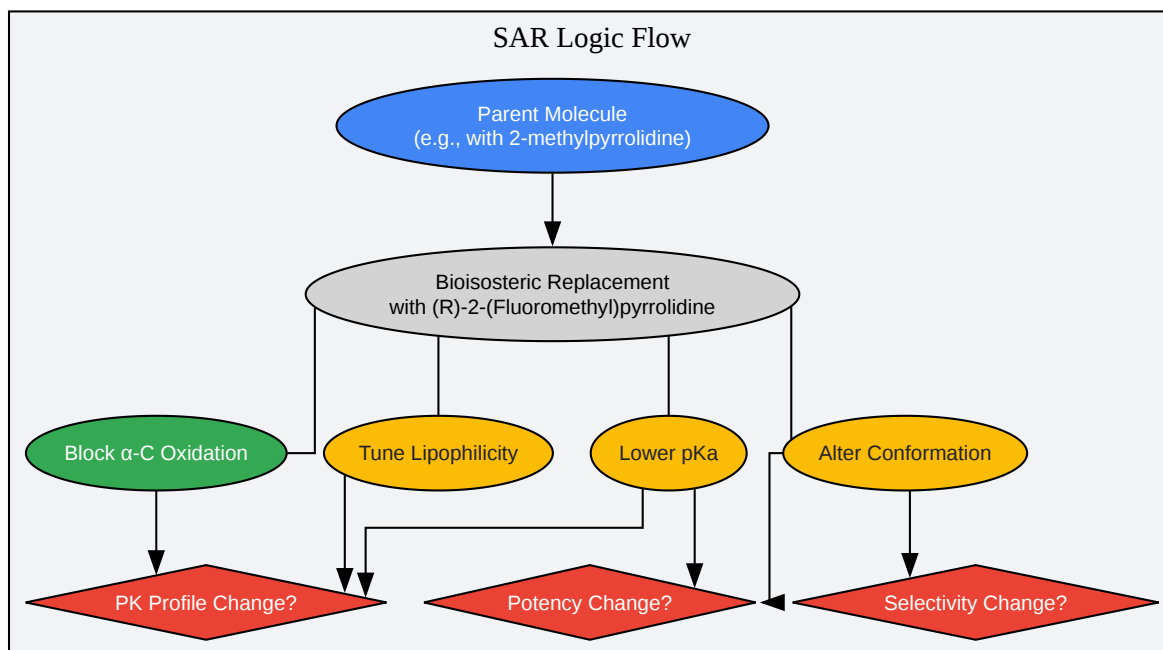 SAR Logic Flow
Parent Molecule
(e.g., with 2-methylpyrrolidine)
Bioisosteric Replacement
with (R)-2-(Fluoromethyl)pyrrolidine
Block α-C Oxidation
Tune Lipophilicity
Lower pKa
Alter Conformation
PK Profile Change?
Potency Change?
Selectivity Change?